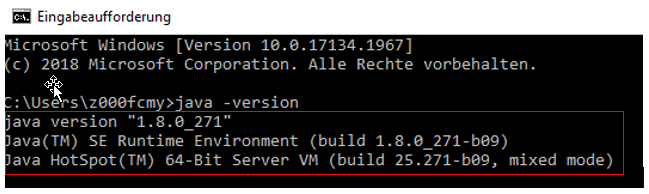 Eingabeaufforderung
Microsoft Windows [Version 10.0.17134.1967]
(c) 2018 Microsoft Corporation. Alle Rechte vorbehalten.
C:\Users\z000fcmy>java -version
java version "1.8.0_271"
Java(TM) SE Runtime Environment (build 1.8.0_271-b09)
Java HotSpot(TM) 64-Bit Server VM (build 25.271-b09, mixed mode)